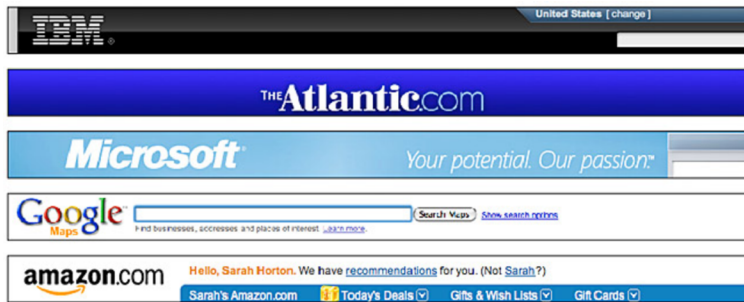 United States [ change ]
IBM®
THE Atlantic.com
Microsoft® Your potential. Our passion.™
Google™ Search Maps Show search options
Maps Find businesses, addresses and places of interest. Learn more.
amazon.com Hello, Sarah Horton. We have recommendations for you. (Not Sarah?)
Sarah's Amazon.com Today's Deals Gifts & Wish Lists Gift Cards